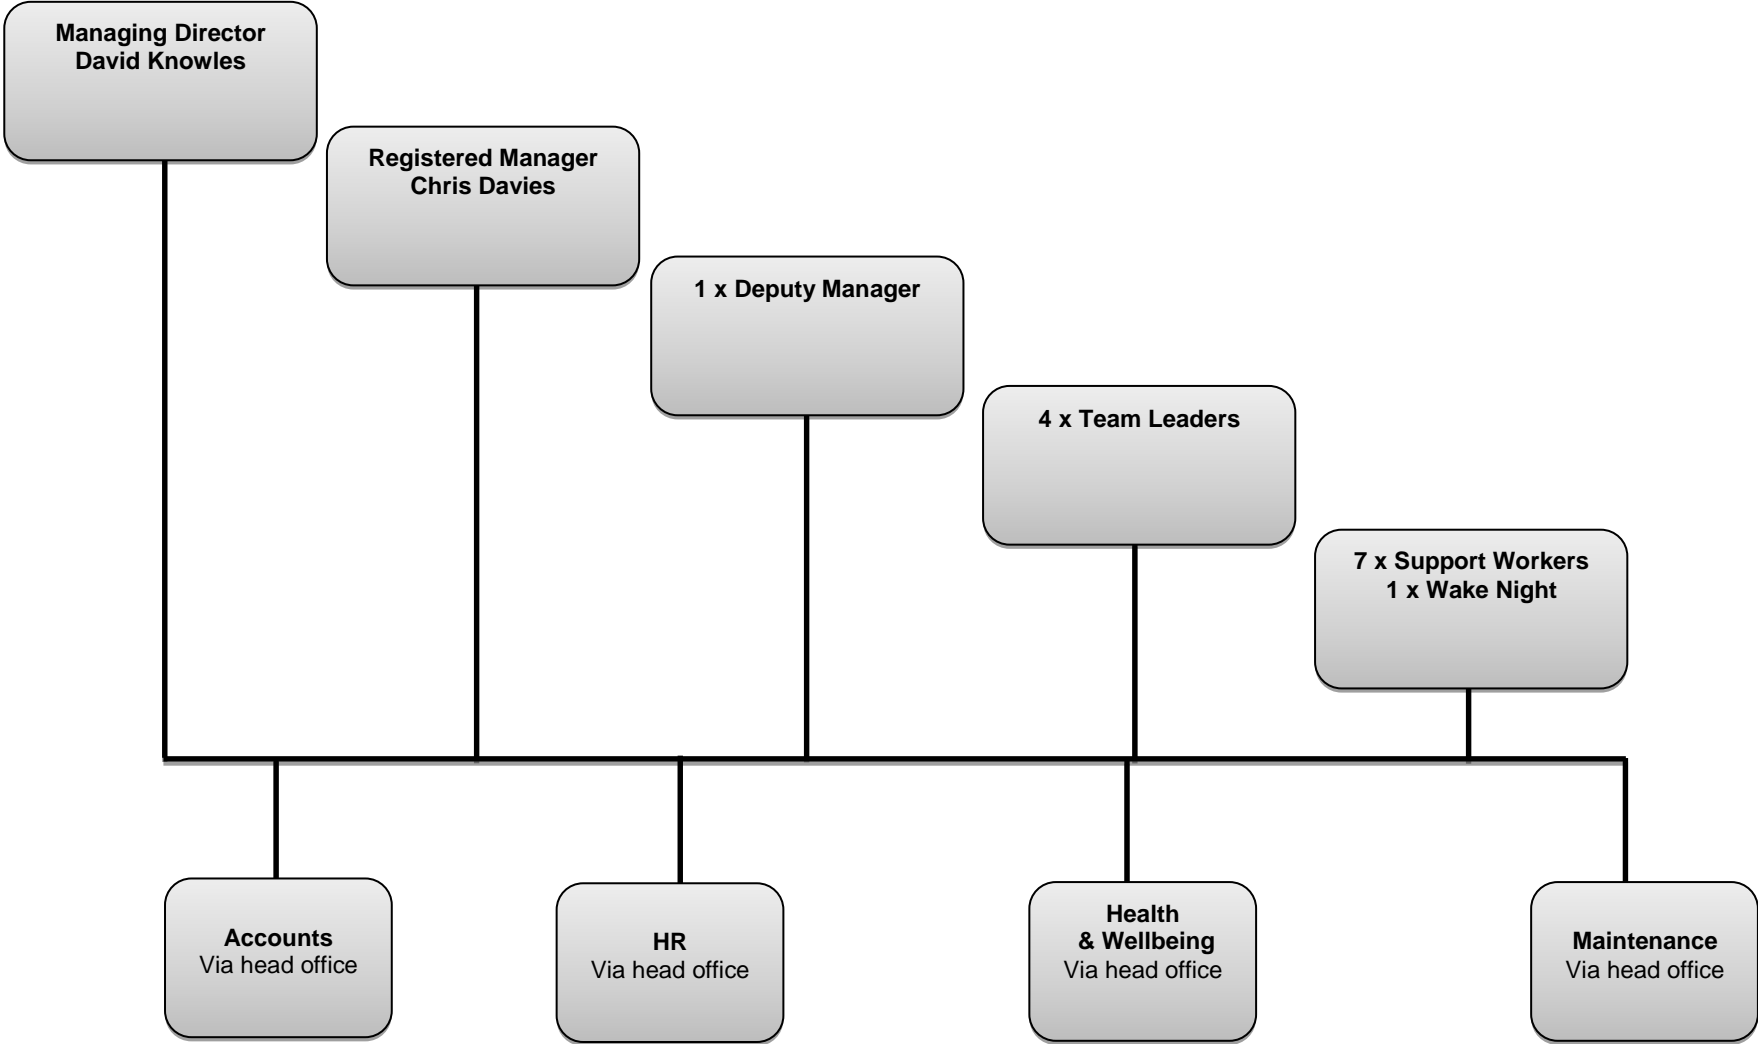 Managing Director
David Knowles
Registered Manager
Chris Davies
1 x Deputy Manager
4 x Team Leaders
7 x Support Workers
1 x Wake Night
Accounts
Via head office
HR
Via head office
Health
& Wellbeing
Via head office
Maintenance
Via head office